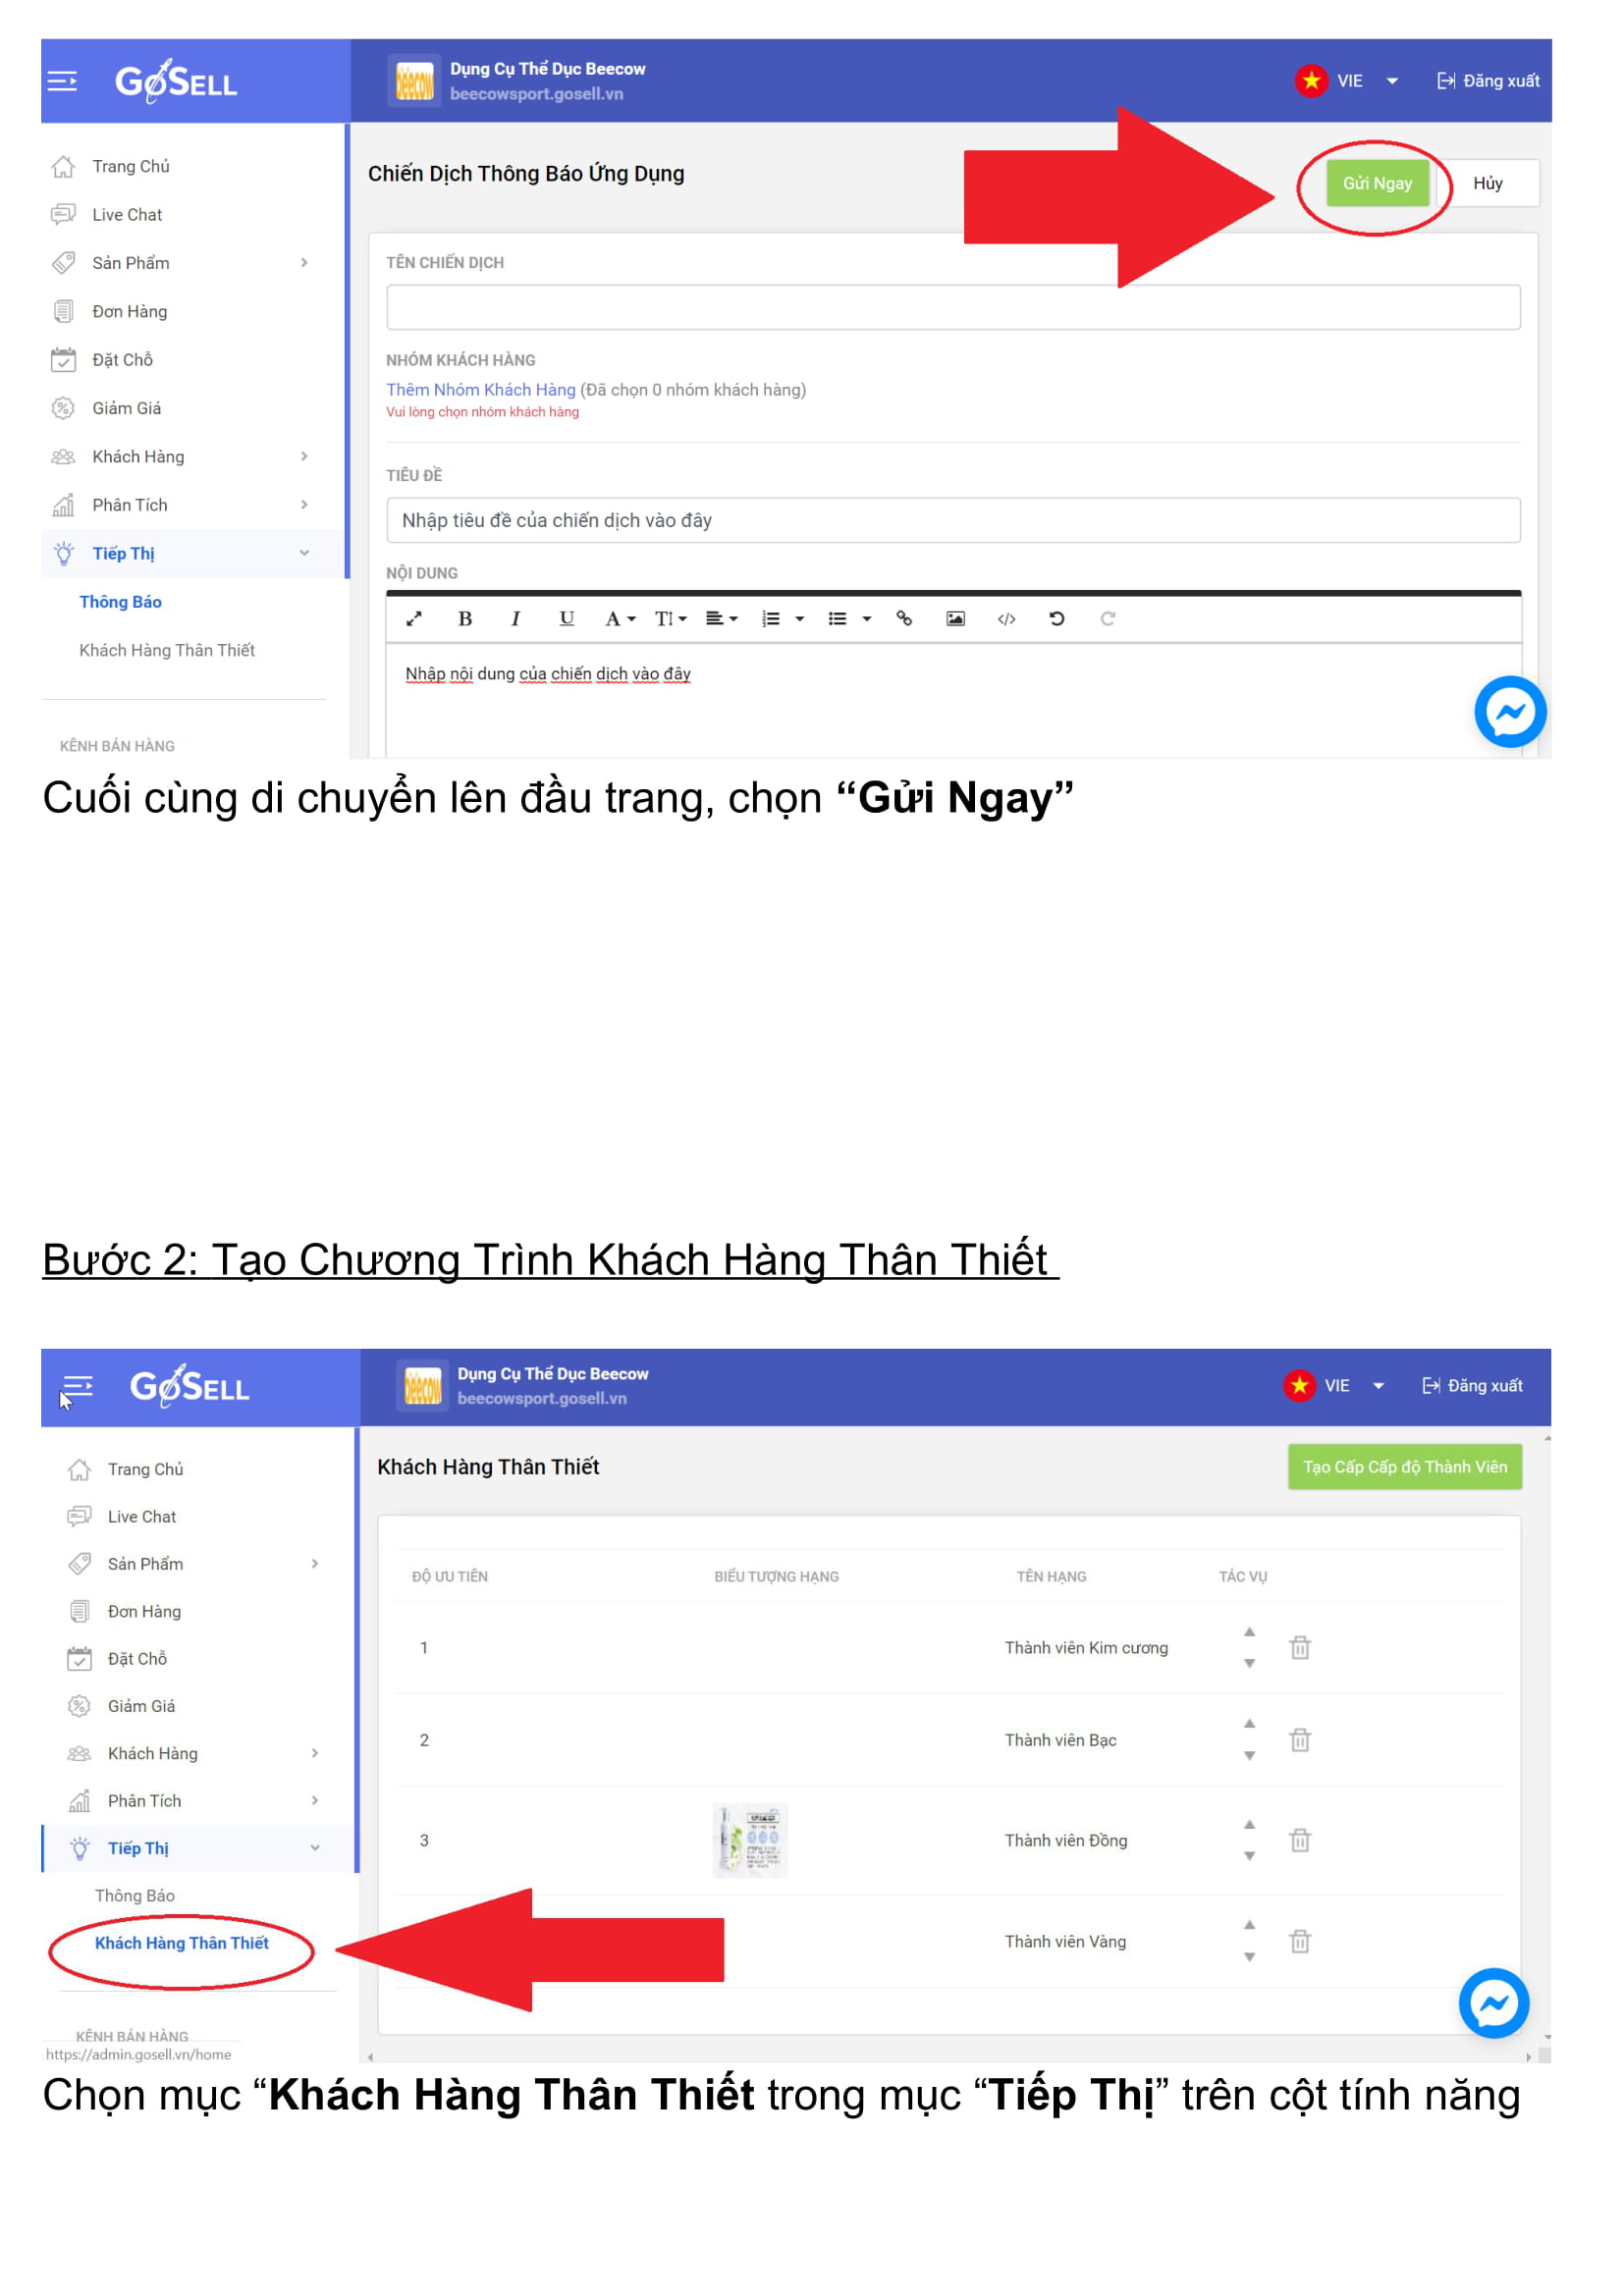 GoSELL
Dụng Cụ Thể Dục Beecow
beecowsport.gosell.vn
VIE
Đăng xuất
Trang Chủ
Live Chat
Sản Phẩm
Đơn Hàng
Đặt Chỗ
Giảm Giá
Khách Hàng
Phân Tích
Tiếp Thị
Thông Báo
Khách Hàng Thân Thiết
KÊNH BÁN HÀNG
Chiến Dịch Thông Báo Ứng Dụng
Gửi Ngay
Hủy
TÊN CHIẾN DỊCH
NHÓM KHÁCH HÀNG
Thêm Nhóm Khách Hàng (Đã chọn 0 nhóm khách hàng)
Vui lòng chọn nhóm khách hàng
TIÊU ĐỀ
Nhập tiêu đề của chiến dịch vào đây
NỘI DUNG
Nhập nội dung của chiến dịch vào đây
Cuối cùng di chuyển lên đầu trang, chọn “Gửi Ngay”
Bước 2: Tạo Chương Trình Khách Hàng Thân Thiết
GoSELL
Dụng Cụ Thể Dục Beecow
beecowsport.gosell.vn
VIE
Đăng xuất
Trang Chủ
Live Chat
Sản Phẩm
Đơn Hàng
Đặt Chỗ
Giảm Giá
Khách Hàng
Phân Tích
Tiếp Thị
Thông Báo
Khách Hàng Thân Thiết
KÊNH BÁN HÀNG
https://admin.gosell.vn/home
Khách Hàng Thân Thiết
Tạo Cấp Cấp độ Thành Viên
ĐỘ ƯU TIÊN BIỂU TƯỢNG HẠNG TÊN HẠNG TÁC VỤ
1 Thành viên Kim cương
2 Thành viên Bạc
3 Thành viên Đồng
Thành viên Vàng
Chọn mục “Khách Hàng Thân Thiết trong mục “Tiếp Thị” trên cột tính năng